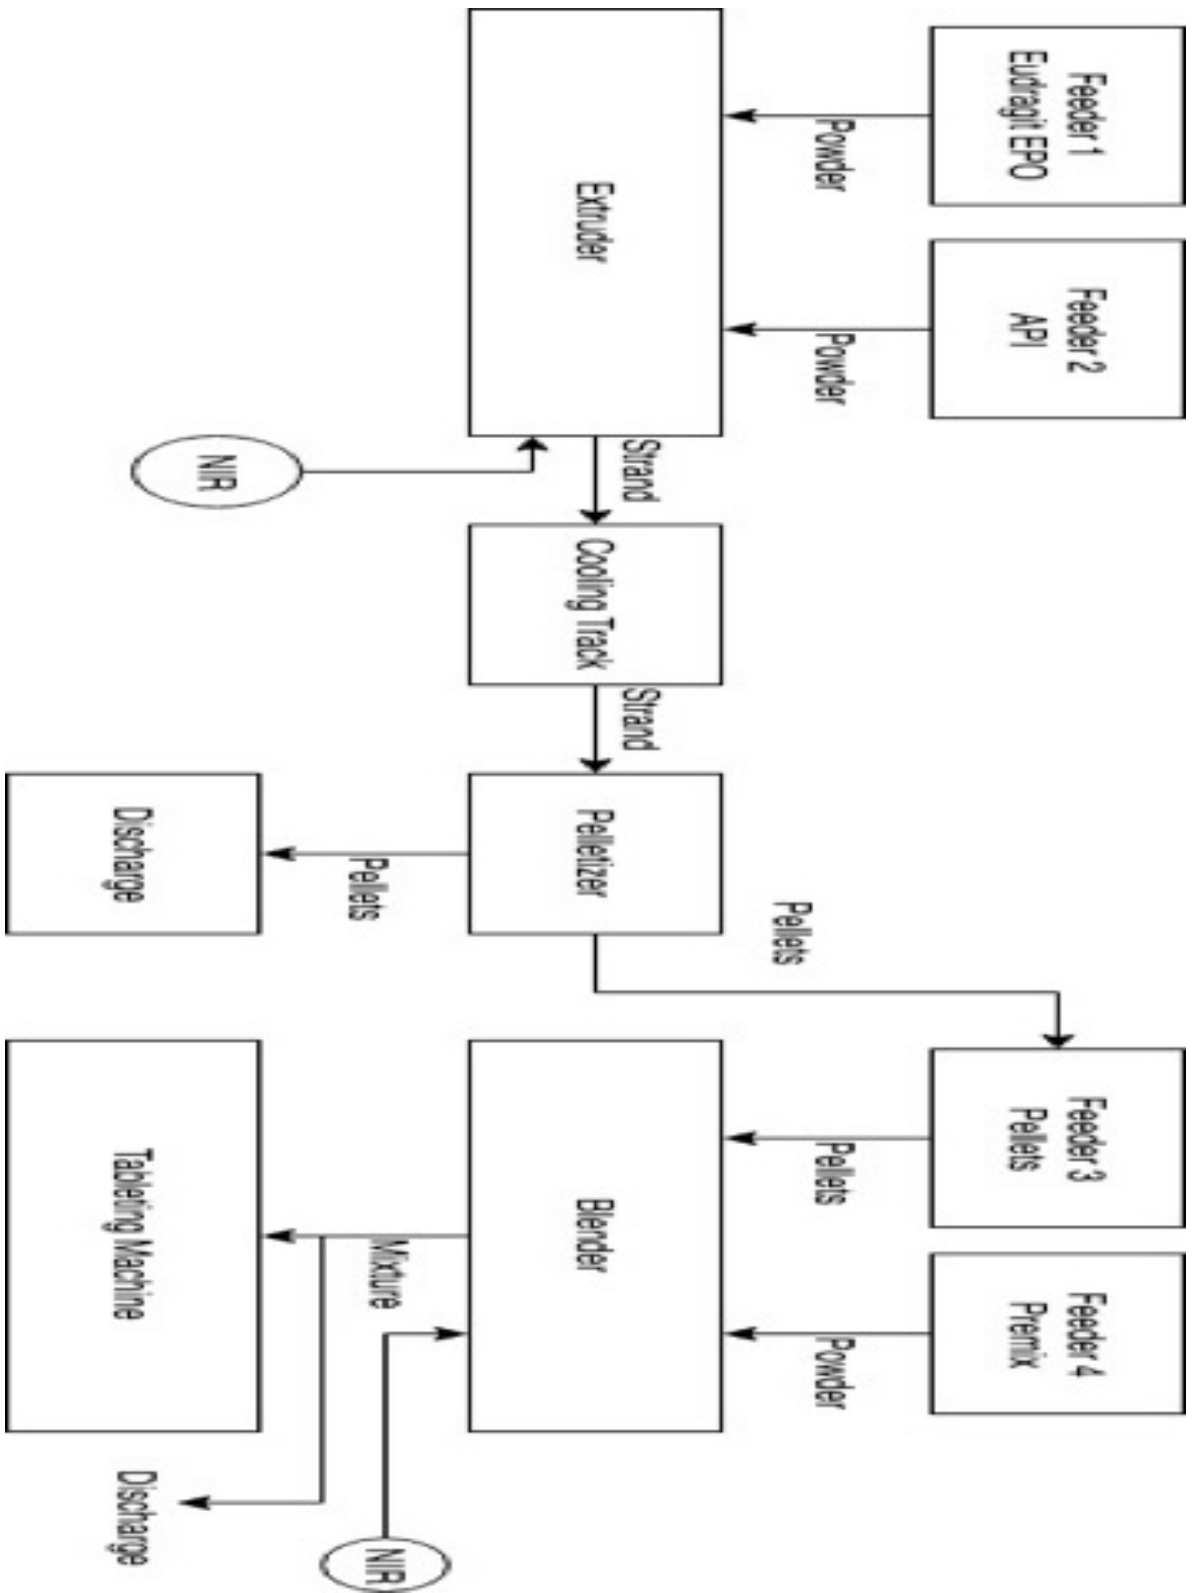 Feeder 1
Eudragit EPO
Feeder 2
API
Feeder 3
Pellets
Feeder 4
Premix
Powder
Powder
Pellets
Pellets
Powder
Extruder
Strand
Cooling Track
Strand
Pelletizer
Blender
NIR
Pellets
Mixture
Discharge
Tableting Machine
Discharge
NIR